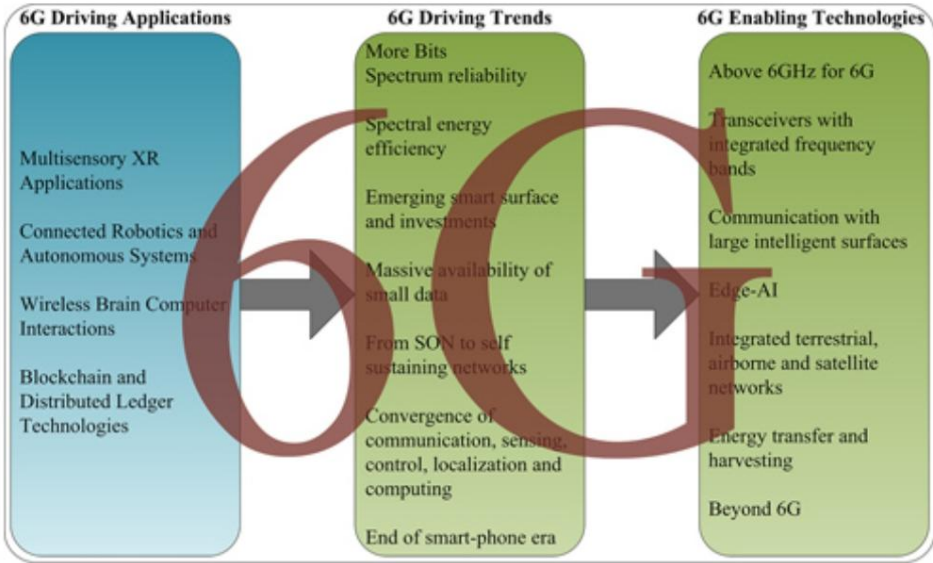 6G Driving Applications
Multisensory XR
Applications
Connected Robotics and
Autonomous Systems
Wireless Brain Computer
Interactions
Blockchain and
Distributed Ledger
Technologies
6G Driving Trends
More Bits
Spectrum reliability
Spectral energy
efficiency
Emerging smart surface
and investments
Massive availability of
small data
From SON to self
sustaining networks
Convergence of
communication, sensing,
control, localization and
computing
End of smart-phone era
6G Enabling Technologies
Above 6GHz for 6G
Transceivers with
integrated frequency
bands
Communication with
large intelligent surfaces
Edge-AI
Integrated terrestrial,
airborne and satellite
networks
Energy transfer and
harvesting
Beyond 6G
6G